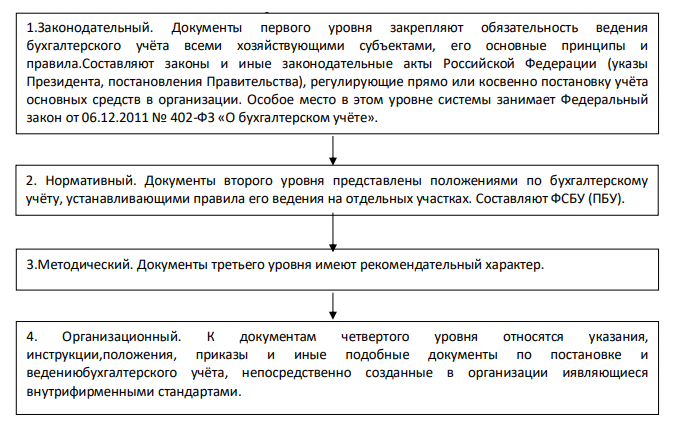 1.Законодательный. Документы первого уровня закрепляют обязательность ведения
бухгалтерского учёта всеми хозяйствующими субъектами, его основные принципы и
правила.Составляют законы и иные законодательные акты Российской Федерации (указы
Президента, постановления Правительства), регулирующие прямо или косвенно постановку учёта
основных средств в организации. Особое место в этом уровне системы занимает Федеральный
закон от 06.12.2011 № 402-ФЗ «О бухгалтерском учёте».
2. Нормативный. Документы второго уровня представлены положениями по бухгалтерскому
учёту, устанавливающими правила его ведения на отдельных участках. Составляют ФСБУ (ПБУ).
3.Методический. Документы третьего уровня имеют рекомендательный характер.
4. Организационный. К документам четвертого уровня относятся указания,
инструкции,положения, приказы и иные подобные документы по постановке и
ведениюбухгалтерского учёта, непосредственно созданные в организации иявляющиеся
внутрифирменными стандартами.